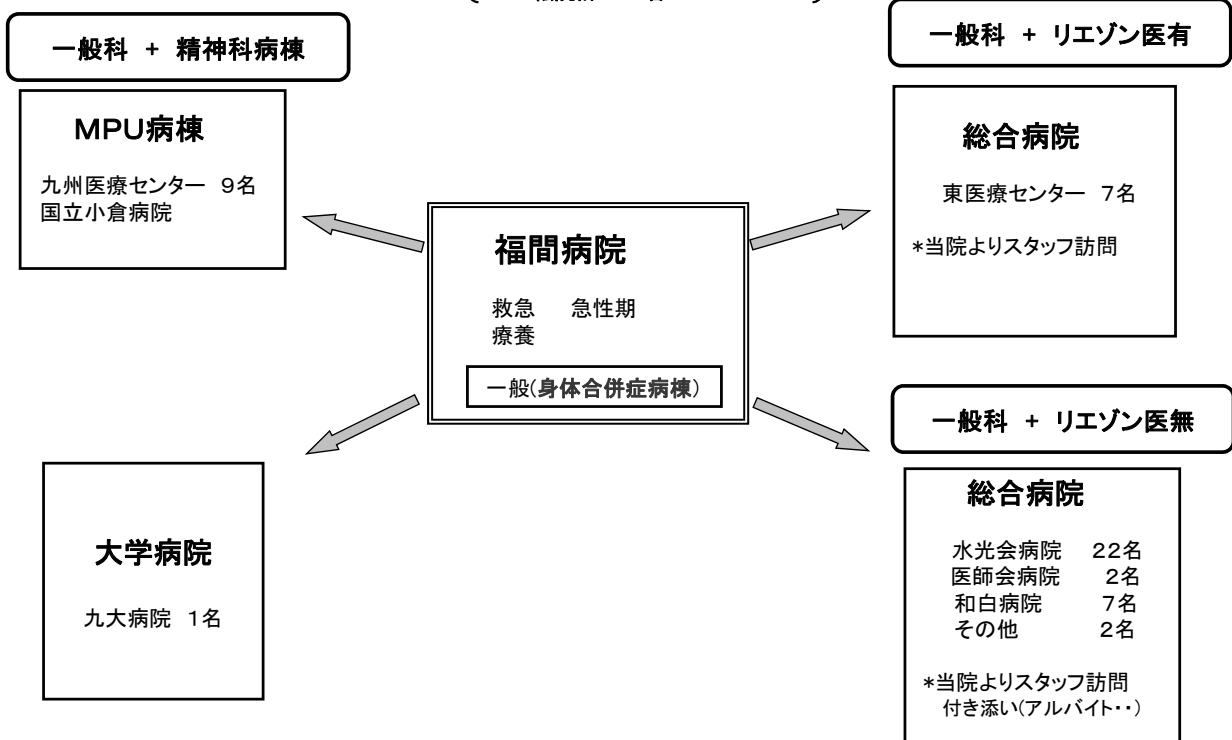 一般科 + 精神科病棟
MPU病棟
九州医療センター 9名
国立小倉病院
福間病院
救急 急性期
療養
一般(身体合併症病棟)
大学病院
九大病院 1名
一般科 + リエゾン医有
総合病院
東医療センター 7名
*当院よりスタッフ訪問
一般科 + リエゾン医無
総合病院
水光会病院 22名
医師会病院 2名
和白病院 7名
その他 2名
*当院よりスタッフ訪問
付き添い(アルバイト・・)